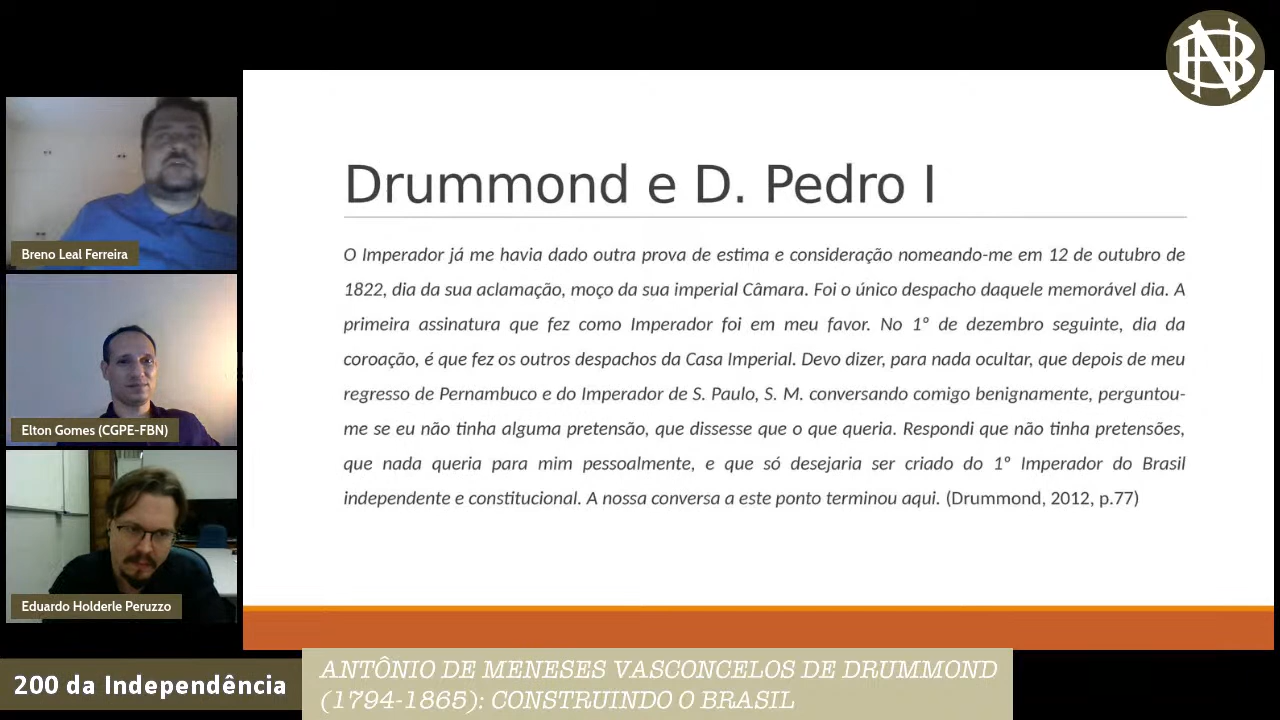 Drummond e D. Pedro I
O Imperador já me havia dado outra prova de estima e consideração nomeando-me em 12 de outubro de
1822, dia da sua aclamação, moço da sua imperial Câmara. Foi o único despacho daquele memorável dia. A
primeira assinatura que fez como Imperador foi em meu favor. No 1º de dezembro seguinte, dia da
coroação, é que fez os outros despachos da Casa Imperial. Devo dizer, para nada ocultar, que depois de meu
regresso de Pernambuco e do Imperador de S. Paulo, S. M. conversando comigo benignamente, perguntou-
me se eu não tinha alguma pretensão, que dissesse que o que queria. Respondi que não tinha pretensões,
que nada queria para mim pessoalmente, e que só desejaria ser criado do 1º Imperador do Brasil
independente e constitucional. A nossa conversa a este ponto terminou aqui. (Drummond, 2012, p.77)
Breno Leal Ferreira
Elton Gomes (CGPE-FBN)
Eduardo Holderle Peruzzo
200 da Independência
ANTÔNIO DE MENESES VASCONCELOS DE DRUMMOND
(1794-1865): CONSTRUINDO O BRASIL
BN